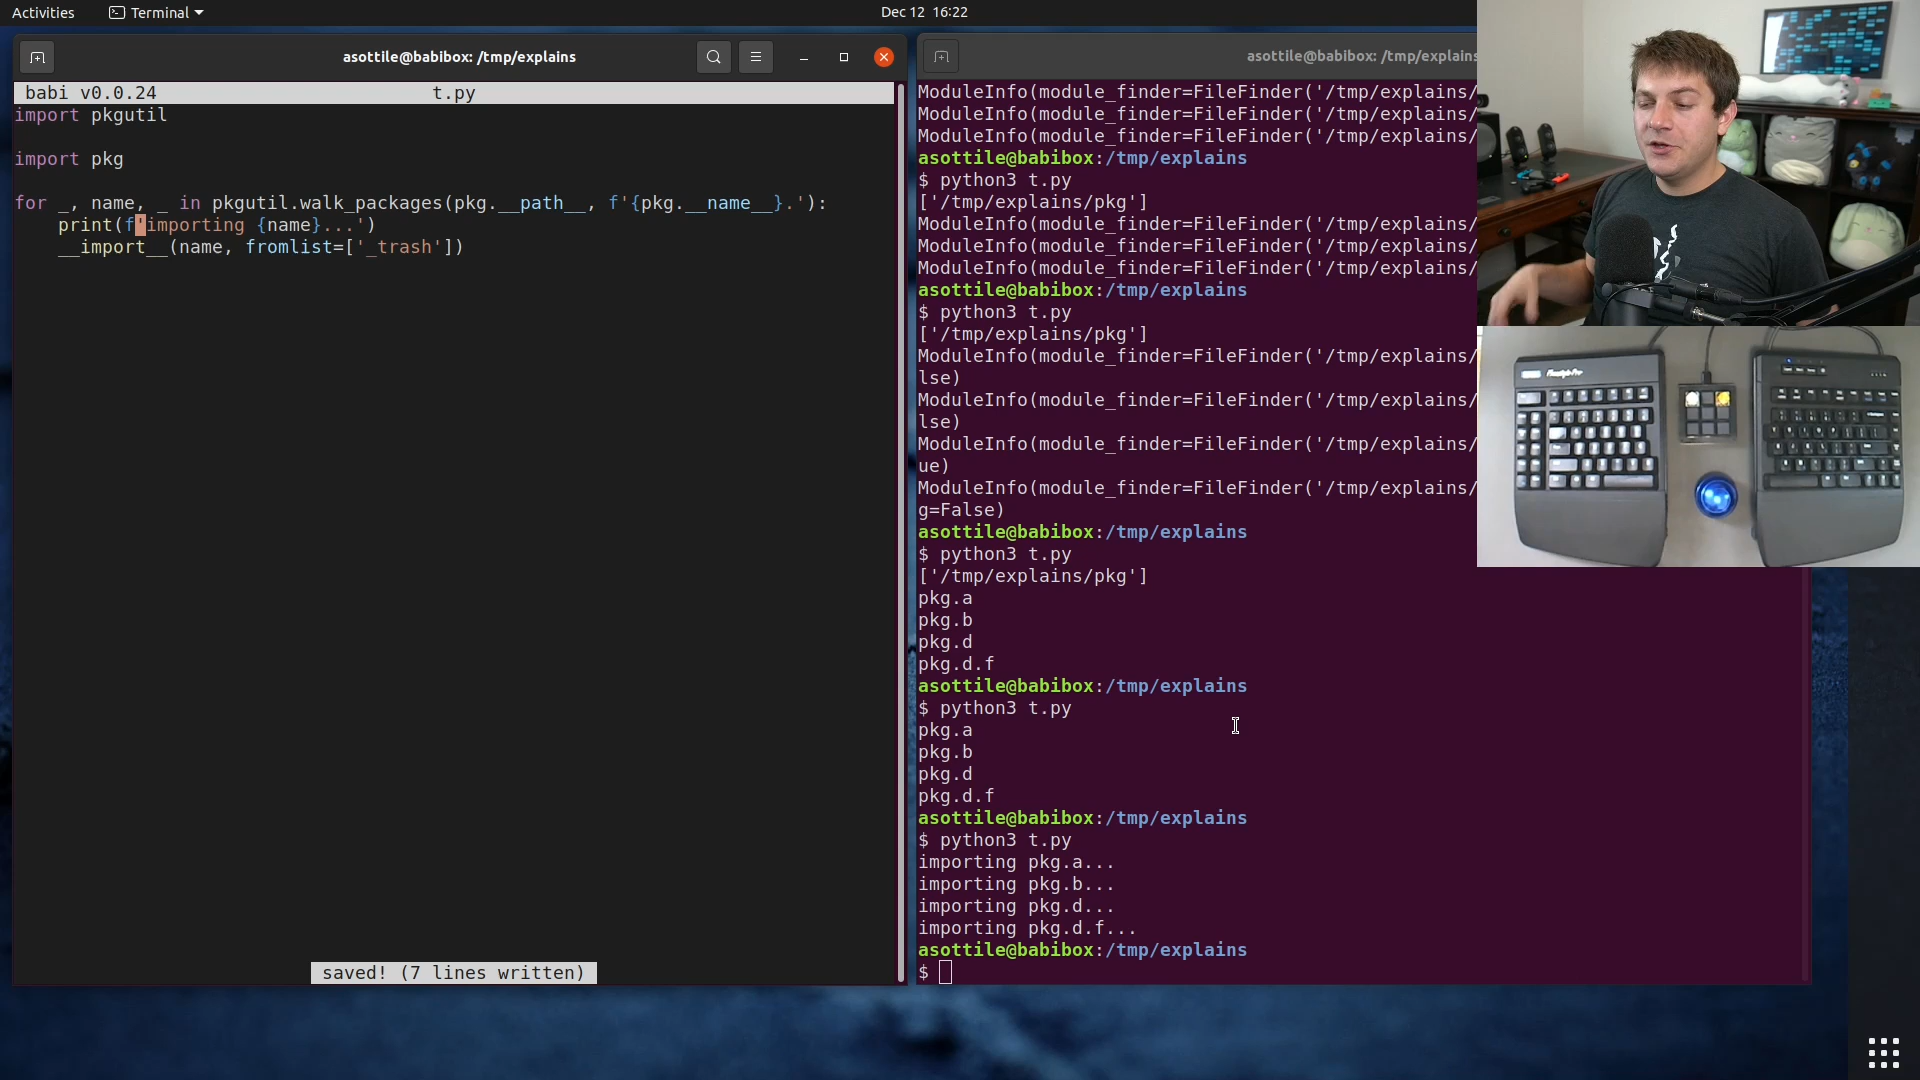 Activities
Terminal
Dec 12 16:22
asottile@babibox: /tmp/explains
babi v0.0.24 t.py
import pkgutil
import pkg
for _, name, _ in pkgutil.walk_packages(pkg.__path__, f'{pkg.__name__}.'):
    print(f'importing {name}...')
    __import__(name, fromlist=['_trash'])
saved! (7 lines written)
asottile@babibox: /tmp/explains
ModuleInfo(module_finder=FileFinder('/tmp/explains/
ModuleInfo(module_finder=FileFinder('/tmp/explains/
ModuleInfo(module_finder=FileFinder('/tmp/explains/
asottile@babibox:/tmp/explains
$ python3 t.py
['/tmp/explains/pkg']
ModuleInfo(module_finder=FileFinder('/tmp/explains/
ModuleInfo(module_finder=FileFinder('/tmp/explains/
ModuleInfo(module_finder=FileFinder('/tmp/explains/
asottile@babibox:/tmp/explains
$ python3 t.py
['/tmp/explains/pkg']
ModuleInfo(module_finder=FileFinder('/tmp/explains/
lse)
ModuleInfo(module_finder=FileFinder('/tmp/explains/
lse)
ModuleInfo(module_finder=FileFinder('/tmp/explains/
ue)
ModuleInfo(module_finder=FileFinder('/tmp/explains/
g=False)
asottile@babibox:/tmp/explains
$ python3 t.py
['/tmp/explains/pkg']
pkg.a
pkg.b
pkg.d
pkg.d.f
asottile@babibox:/tmp/explains
$ python3 t.py
pkg.a
pkg.b
pkg.d
pkg.d.f
asottile@babibox:/tmp/explains
$ python3 t.py
importing pkg.a...
importing pkg.b...
importing pkg.d...
importing pkg.d.f...
asottile@babibox:/tmp/explains
$